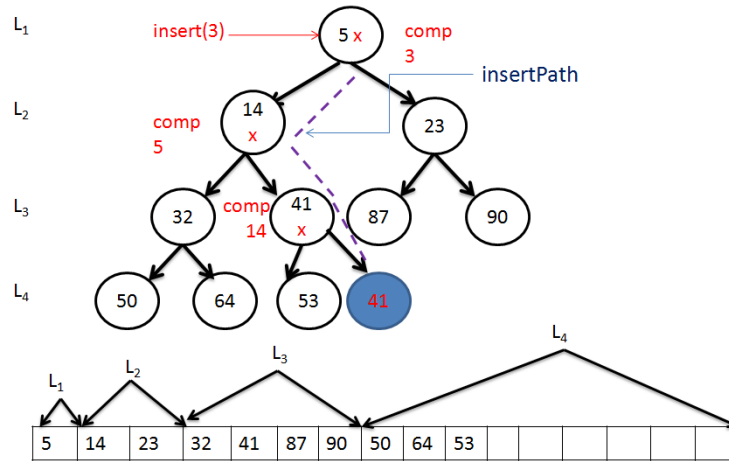 L1
insert(3)
5 x
comp
3
insertPath
L2
14
x
comp
5
23
L3
32
comp
14
41
x
87
90
L4
50
64
53
41
L1
L2
L3
L4
5 14 23 32 41 87 90 50 64 53